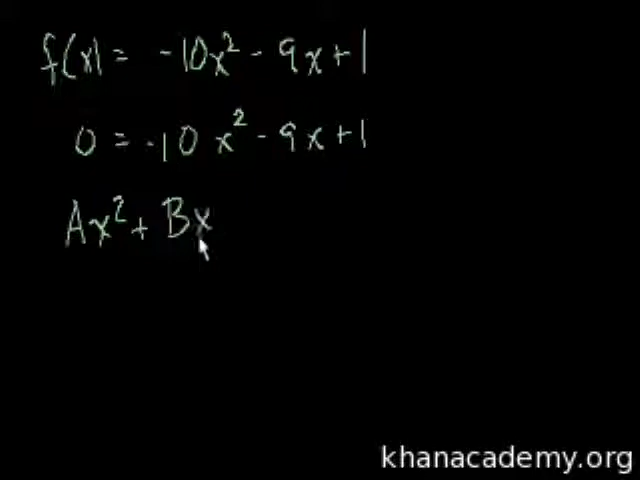 f(x) = -10x² - 9x + 1
0 = -10x² - 9x + 1
Ax² + Bx
khanacademy.org